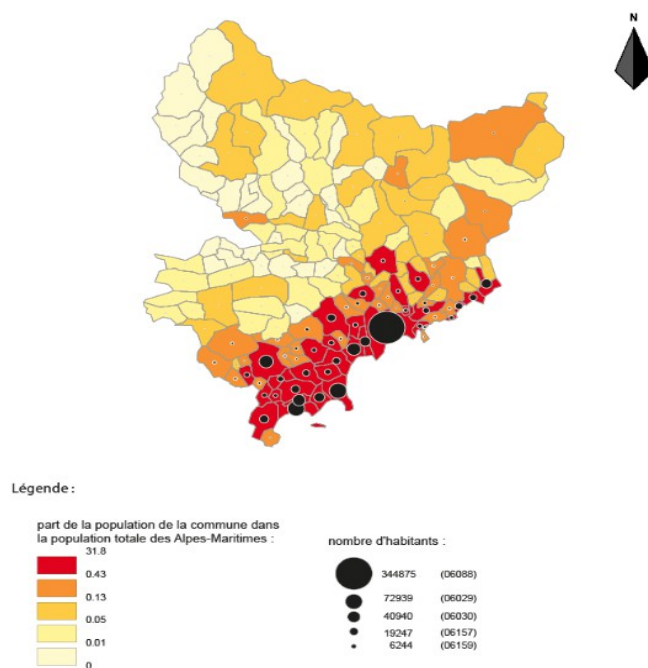 N
Légende :
part de la population de la commune dans
la population totale des Alpes-Maritimes :
31.8
0.43
0.13
0.05
0.01
0
nombre d'habitants :
344875 (06088)
72939 (06029)
40940 (06030)
19247 (06157)
6244 (06159)